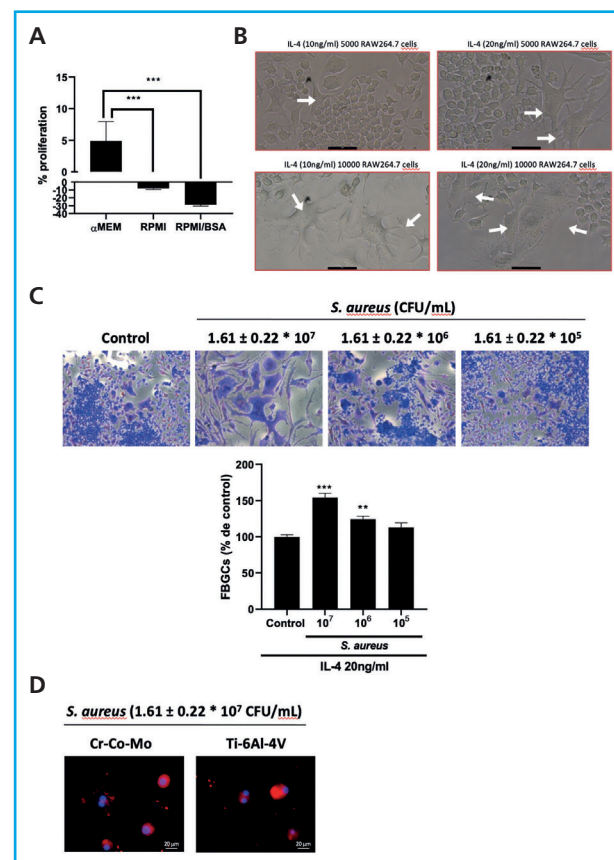 A
***
***
% proliferation
15
10
5
0
0
-10
-20
-30
-40
αMEM RPMI RPMI/BSA
B
IL-4 (10ng/ml) 5000 RAW264.7 cells
IL-4 (20ng/ml) 5000 RAW264.7 cells
IL-4 (10ng/ml) 10000 RAW264.7 cells
IL-4 (20ng/ml) 10000 RAW264.7 cells
C
S. aureus (CFU/mL)
Control 1.61 ± 0.22 * 10⁷ 1.61 ± 0.22 * 10⁶ 1.61 ± 0.22 * 10⁵
FBGCs (% de control)
200
150
100
50
0
***
**
Control 10⁷ 10⁶ 10⁵
S. aureus
IL-4 20ng/ml
D
S. aureus (1.61 ± 0.22 * 10⁷ CFU/mL)
Cr-Co-Mo Ti-6Al-4V
20 μm 20 μm